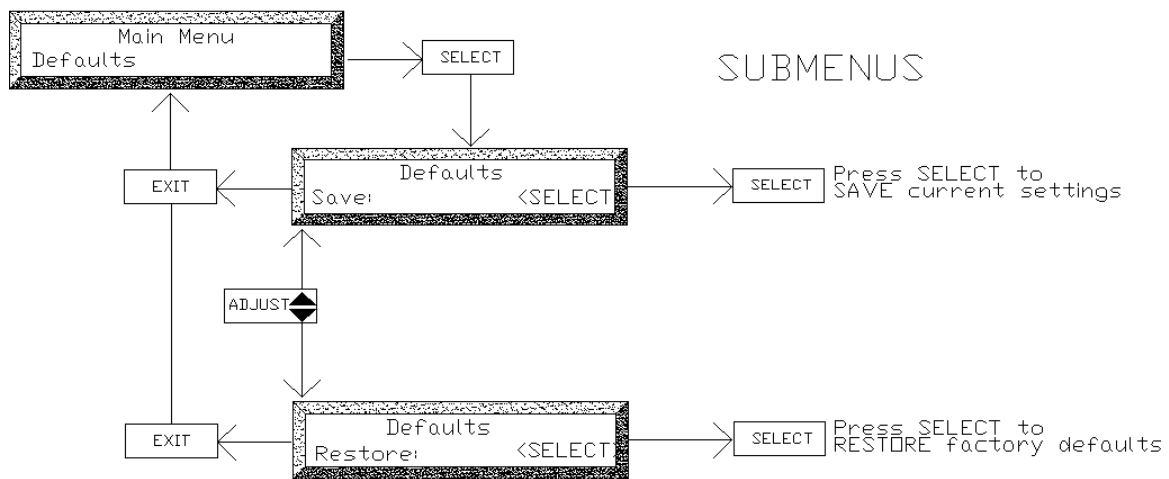 Main Menu
Defaults
SELECT
SUBMENUS
Defaults
Save: <SELECT
EXIT
SELECT
Press SELECT to
SAVE current settings
ADJUST
Defaults
Restore: <SELECT>
EXIT
SELECT
Press SELECT to
RESTORE factory defaults